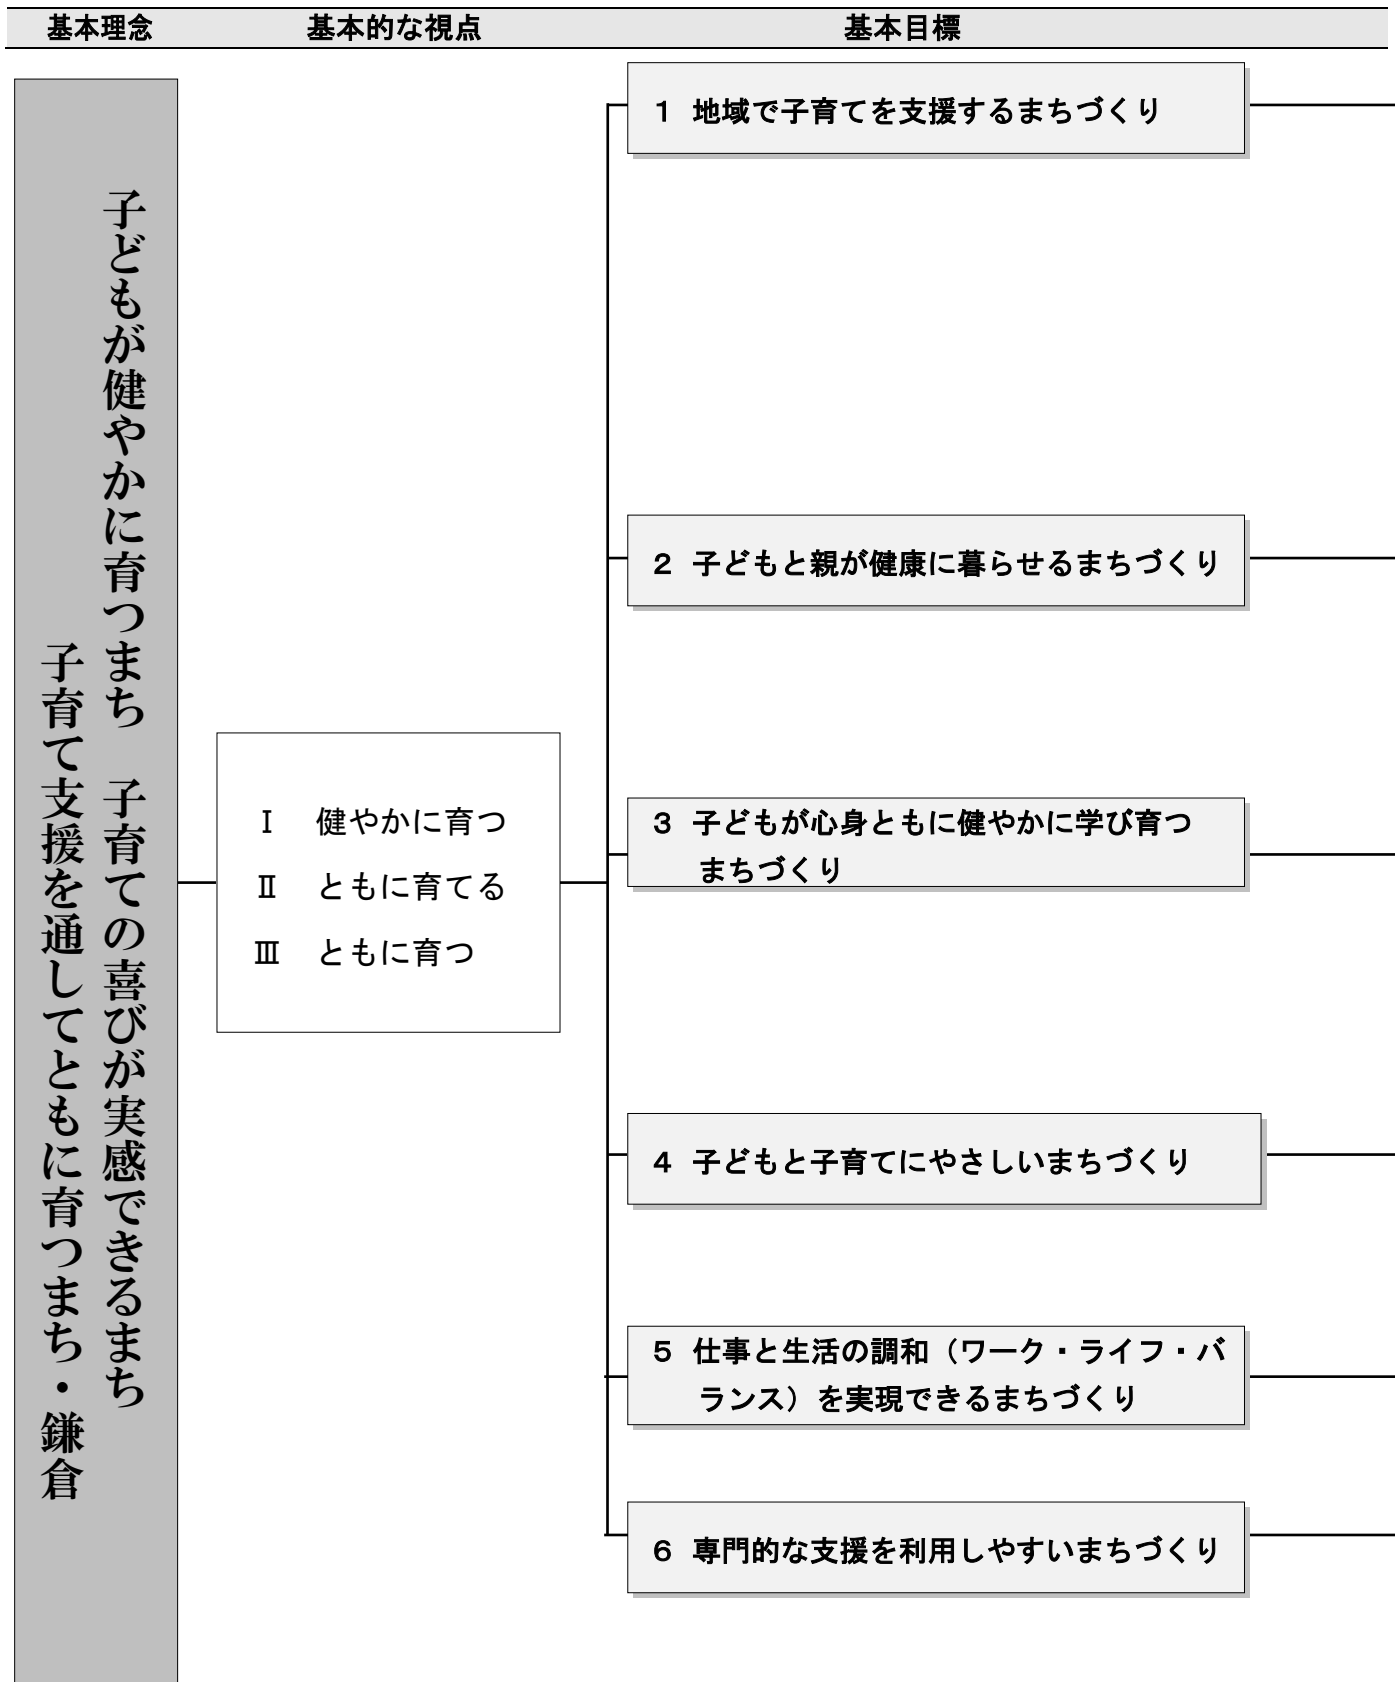 基本理念
基本的な視点
基本目標
子どもが健やかに育つまち　子育ての喜びが実感できるまち
子育て支援を通してともに育つまち・鎌倉
Ⅰ　健やかに育つ
Ⅱ　ともに育てる
Ⅲ　ともに育つ
１ 地域で子育てを支援するまちづくり
２ 子どもと親が健康に暮らせるまちづくり
３ 子どもが心身ともに健やかに学び育つ
まちづくり
４ 子どもと子育てにやさしいまちづくり
５ 仕事と生活の調和（ワーク・ライフ・バ
ランス）を実現できるまちづくり
６ 専門的な支援を利用しやすいまちづくり